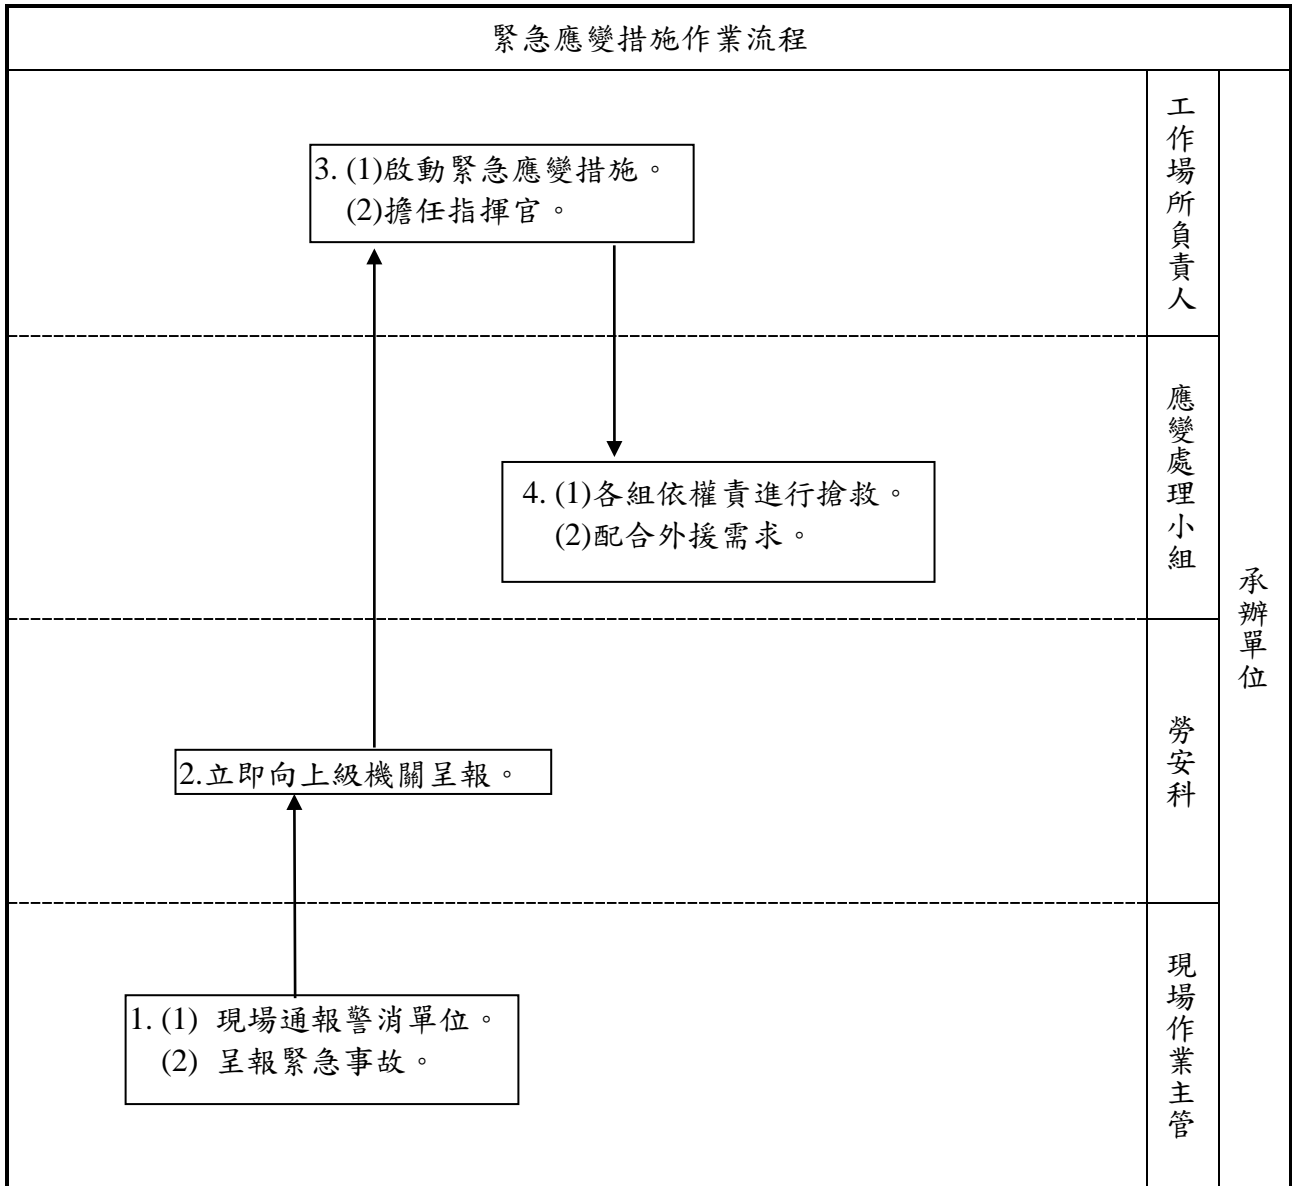 緊急應變措施作業流程
3. (1)啟動緊急應變措施。
(2)擔任指揮官。
工作場所負責人
4. (1)各組依權責進行搶救。
(2)配合外援需求。
應變處理小組
承辦單位
2.立即向上級機關呈報。
勞安科
1. (1) 現場通報警消單位。
(2) 呈報緊急事故。
現場作業主管